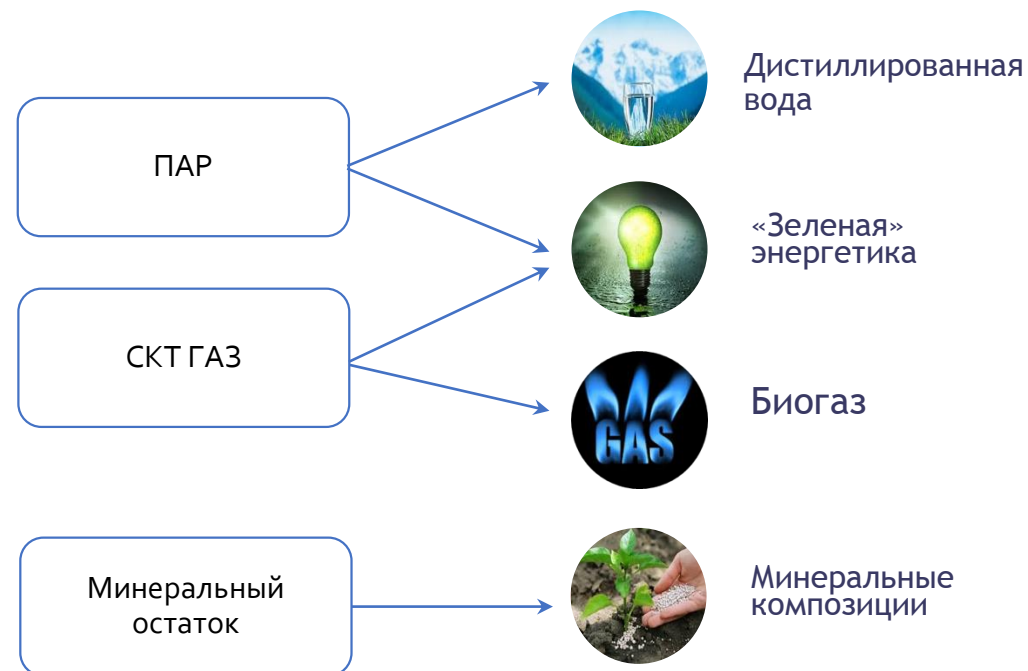 Дистиллированная
вода
ПАР
«Зеленая»
энергетика
СКТ ГАЗ
Биогаз
GAS
Минеральный
остаток
Минеральные
композиции